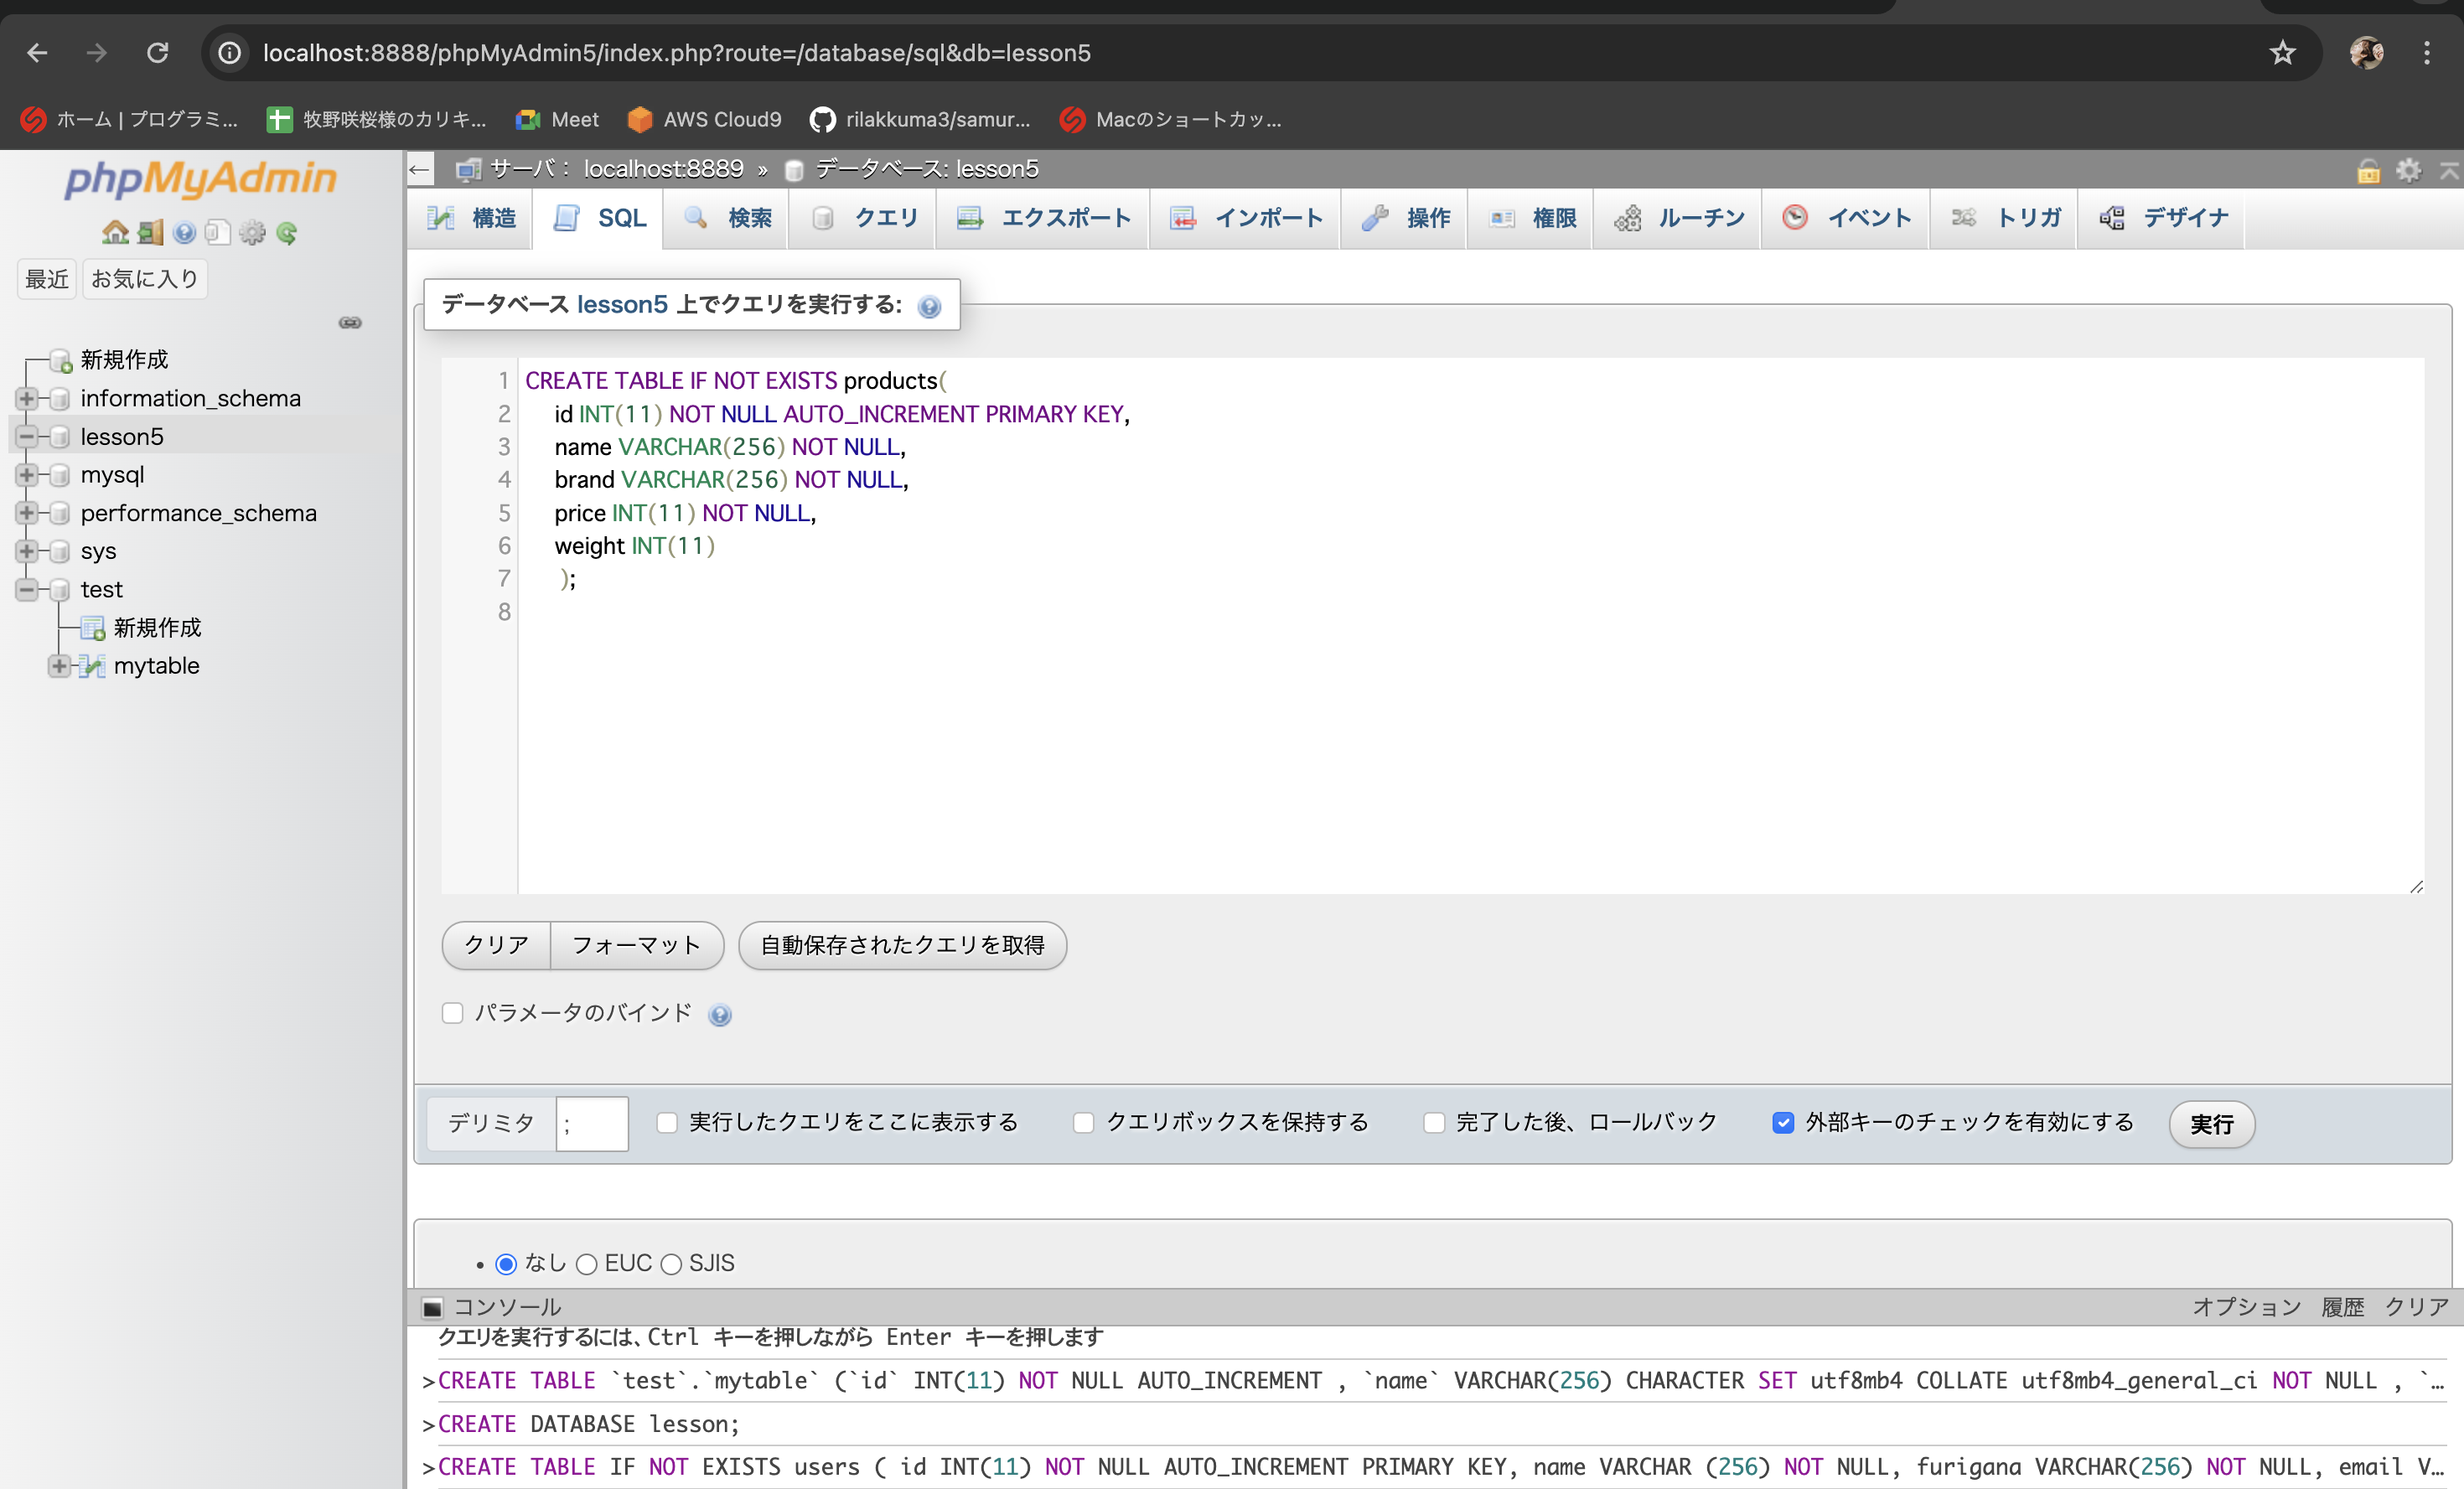 localhost:8888/phpMyAdmin5/index.php?route=/database/sql&db=lesson5
ホーム | プログラミ...
牧野咲桜様のカリキ...
Meet
AWS Cloud9
rilakkuma3/samur...
Macのショートカッ...
phpMyAdmin
最近
お気に入り
新規作成
information_schema
lesson5
mysql
performance_schema
sys
test
新規作成
mytable
サーバ： localhost:8889 » データベース: lesson5
構造
SQL
検索
クエリ
エクスポート
インポート
操作
権限
ルーチン
イベント
トリガ
デザイナ
データベース lesson5 上でクエリを実行する:
1 CREATE TABLE IF NOT EXISTS products(
2 id INT(11) NOT NULL AUTO_INCREMENT PRIMARY KEY,
3 name VARCHAR(256) NOT NULL,
4 brand VARCHAR(256) NOT NULL,
5 price INT(11) NOT NULL,
6 weight INT(11)
7 );
8
クリア
フォーマット
自動保存されたクエリを取得
パラメータのバインド
デリミタ ;
実行したクエリをここに表示する
クエリボックスを保持する
完了した後、ロールバック
外部キーのチェックを有効にする
実行
• なし EUC SJIS
コンソール
オプション 履歴 クリア
クエリを実行するには、Ctrl キーを押しながら Enter キーを押します
>CREATE TABLE `test`.`mytable` (`id` INT(11) NOT NULL AUTO_INCREMENT , `name` VARCHAR(256) CHARACTER SET utf8mb4 COLLATE utf8mb4_general_ci NOT NULL , `…
>CREATE DATABASE lesson;
>CREATE TABLE IF NOT EXISTS users ( id INT(11) NOT NULL AUTO_INCREMENT PRIMARY KEY, name VARCHAR (256) NOT NULL, furigana VARCHAR(256) NOT NULL, email V…